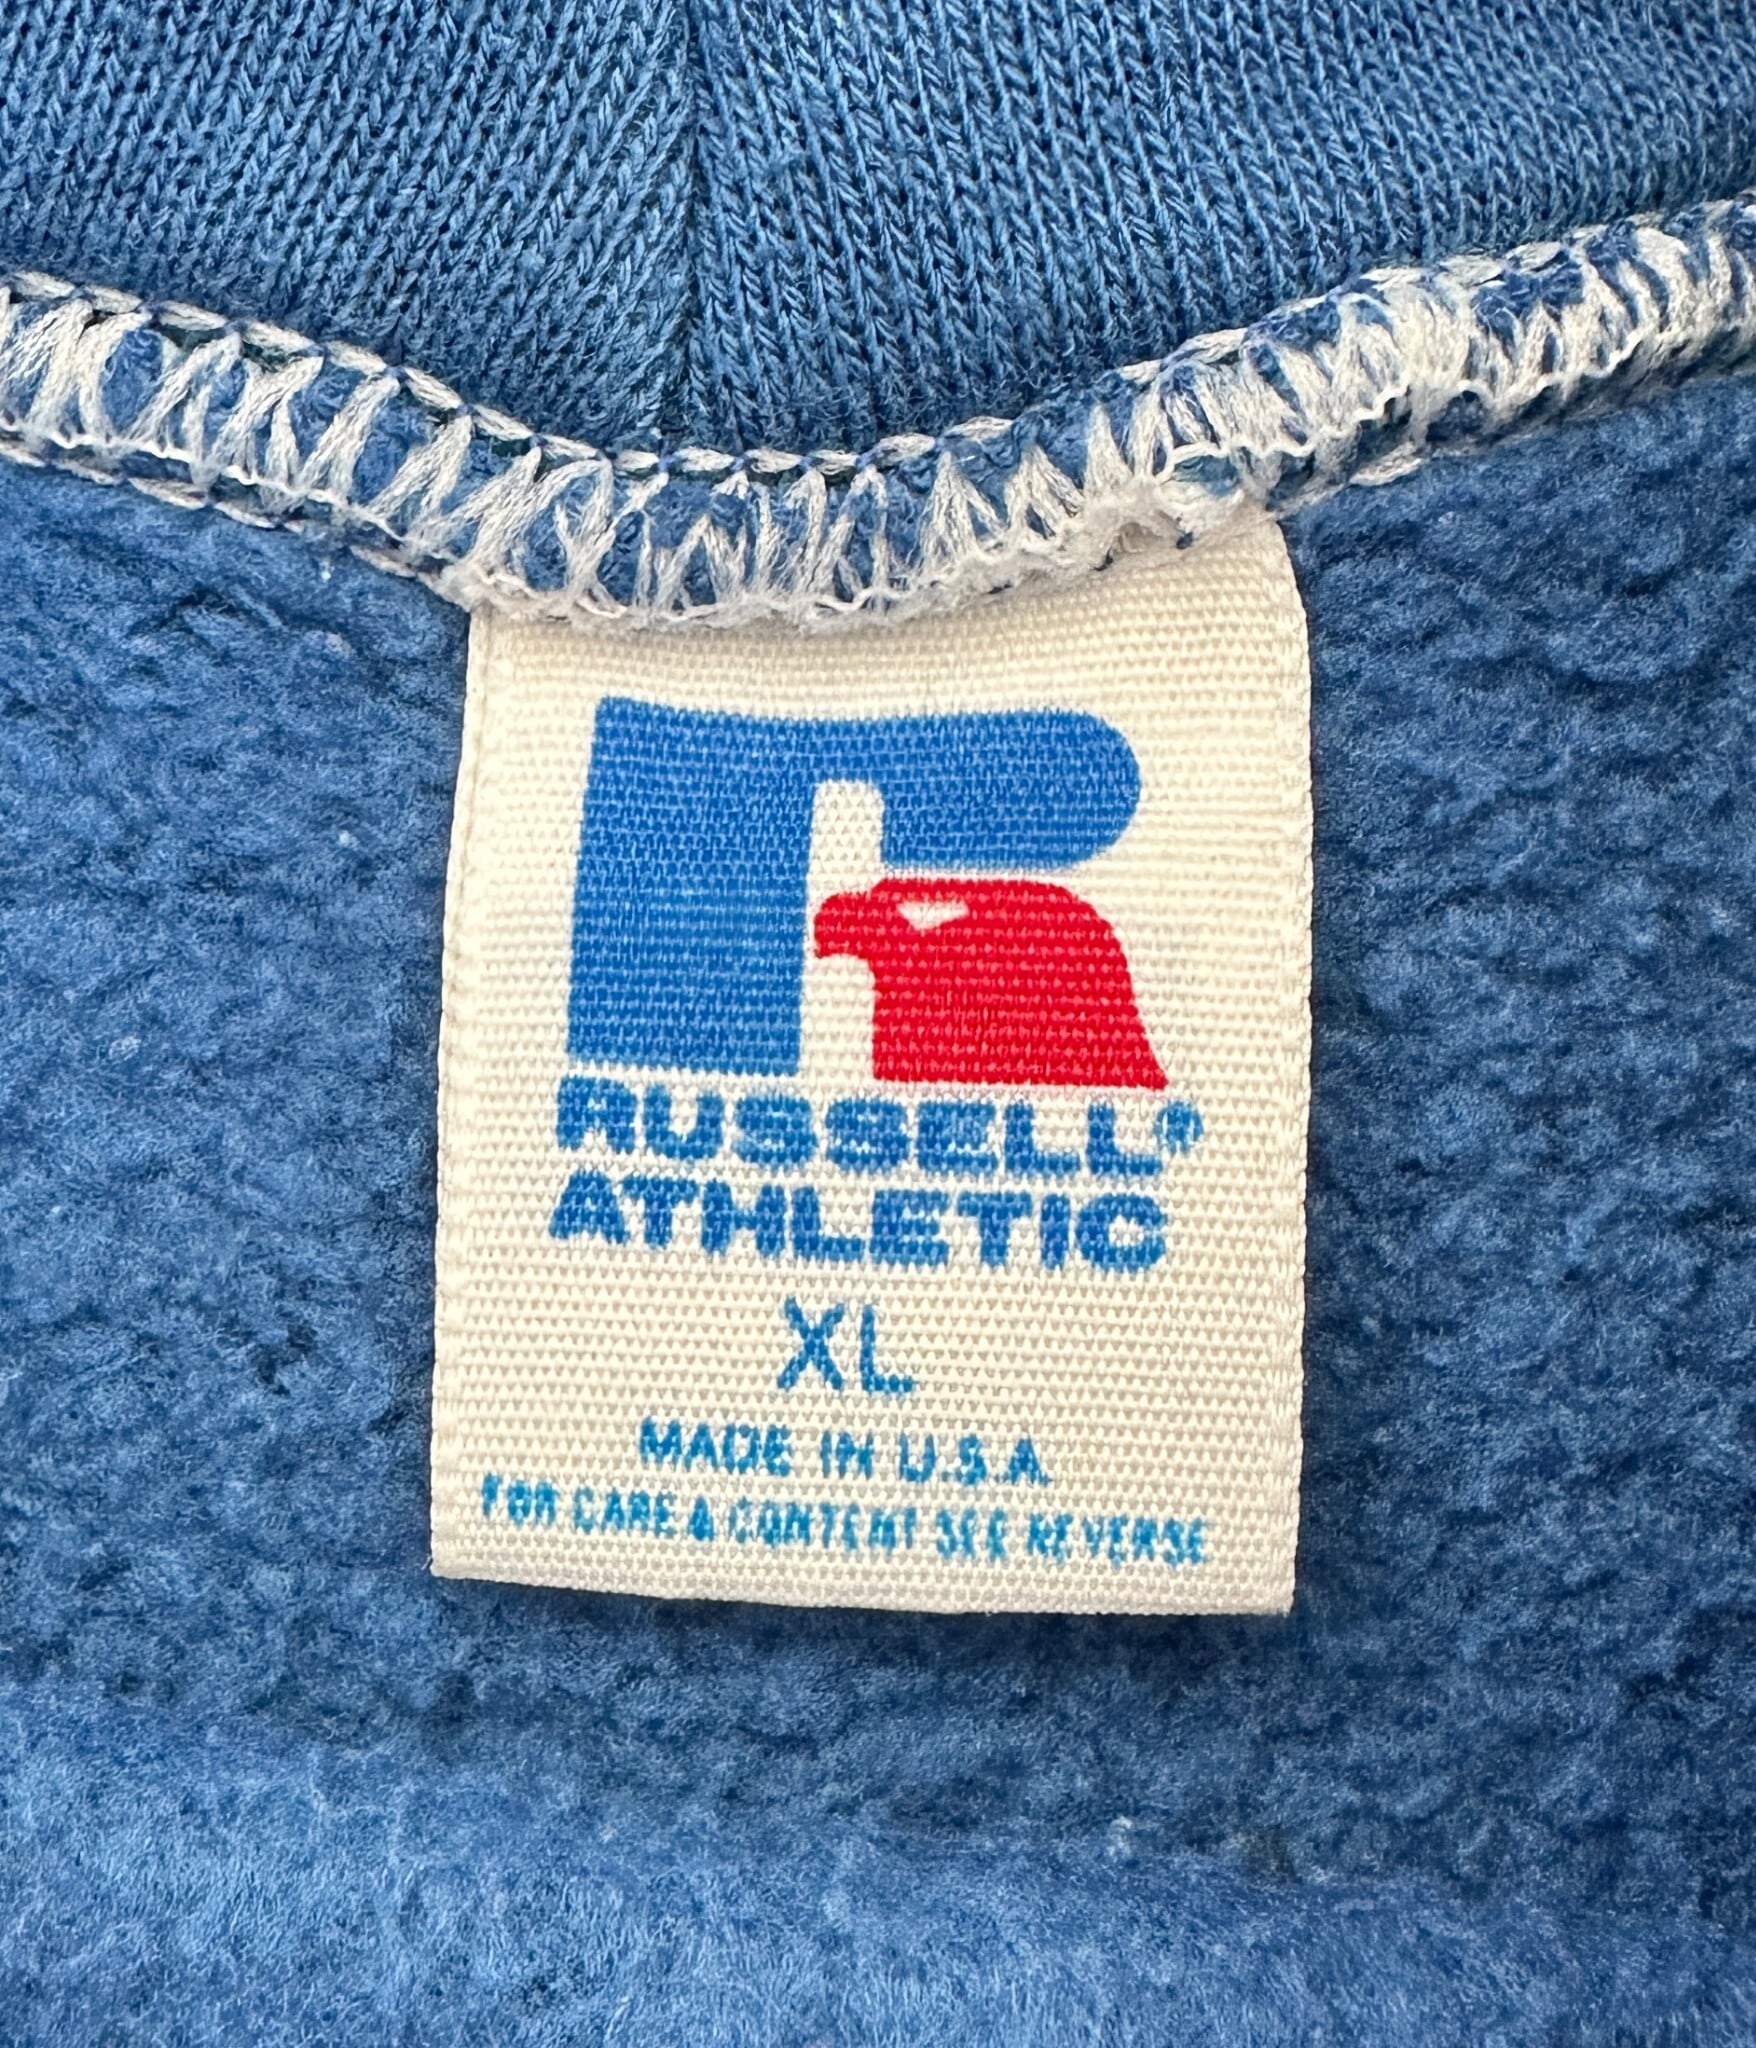 RUSSELL®
ATHLETIC
XL
MADE IN U.S.A.
FOR CARE & CONTENT SEE REVERSE